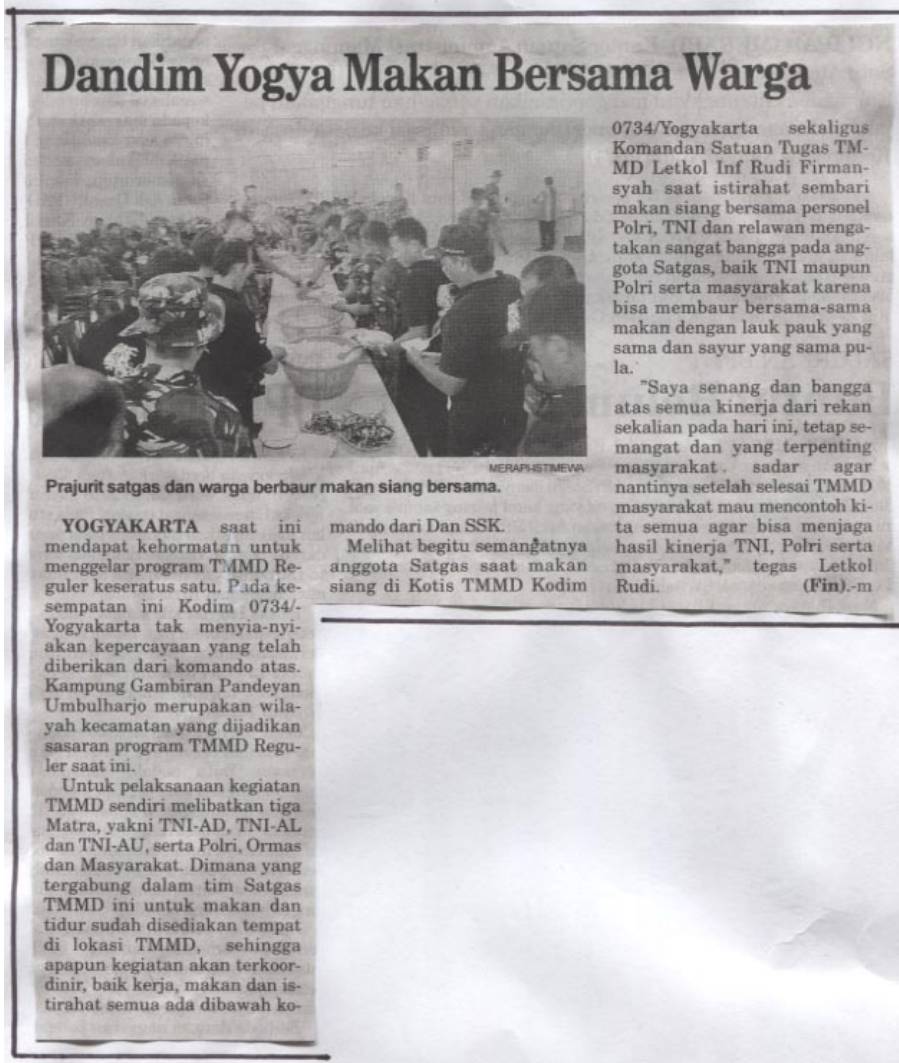 Dandim Yogya Makan Bersama Warga
MERAPI-ISTIMEWA
Prajurit satgas dan warga berbaur makan siang bersama.
YOGYAKARTA saat ini
mendapat kehormatan untuk
menggelar program TMMD Re-
guler keseratus satu. Pada ke-
sempatan ini Kodim 0734/-
Yogyakarta tak menyia-nyi-
akan kepercayaan yang telah
diberikan dari komando atas.
Kampung Gambiran Pandeyan
Umbulharjo merupakan wila-
yah kecamatan yang dijadikan
sasaran program TMMD Regu-
ler saat ini.
Untuk pelaksanaan kegiatan
TMMD sendiri melibatkan tiga
Matra, yakni TNI-AD, TNI-AL
dan TNI-AU, serta Polri, Ormas
dan Masyarakat. Dimana yang
tergabung dalam tim Satgas
TMMD ini untuk makan dan
tidur sudah disediakan tempat
di lokasi TMMD, sehingga
apapun kegiatan akan terkoor-
dinir, baik kerja, makan dan is-
tirahat semua ada dibawah ko-
mando dari Dan SSK.
Melihat begitu semangatnya
anggota Satgas saat makan
siang di Kotis TMMD Kodim
0734/Yogyakarta sekaligus
Komandan Satuan Tugas TM-
MD Letkol Inf Rudi Firman-
syah saat istirahat sembari
makan siang bersama personel
Polri, TNI dan relawan menga-
takan sangat bangga pada ang-
gota Satgas, baik TNI maupun
Polri serta masyarakat karena
bisa membaur bersama-sama
makan dengan lauk pauk yang
sama dan sayur yang sama pu-
la.
"Saya senang dan bangga
atas semua kinerja dari rekan
sekalian pada hari ini, tetap se-
mangat dan yang terpenting
masyarakat sadar agar
nantinya setelah selesai TMMD
masyarakat mau mencontoh ki-
ta semua agar bisa menjaga
hasil kinerja TNI, Polri serta
masyarakat," tegas Letkol
Rudi. (Fin).-m